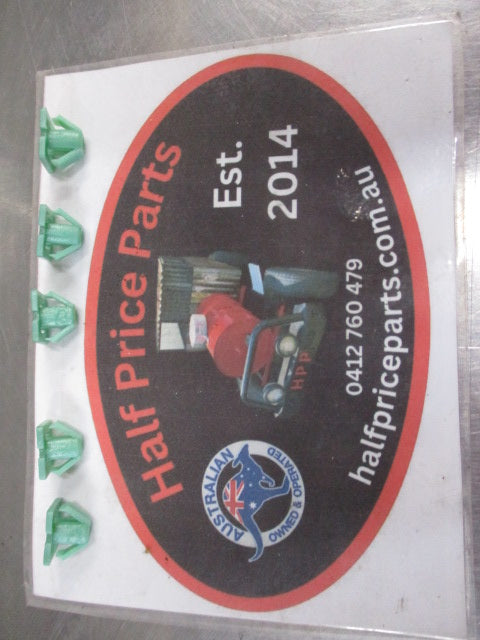 Half Price Parts
Est.
2014
HPP
AUSTRALIAN
OWNED & OPERATED
0412 760 479
halfpriceparts.com.au